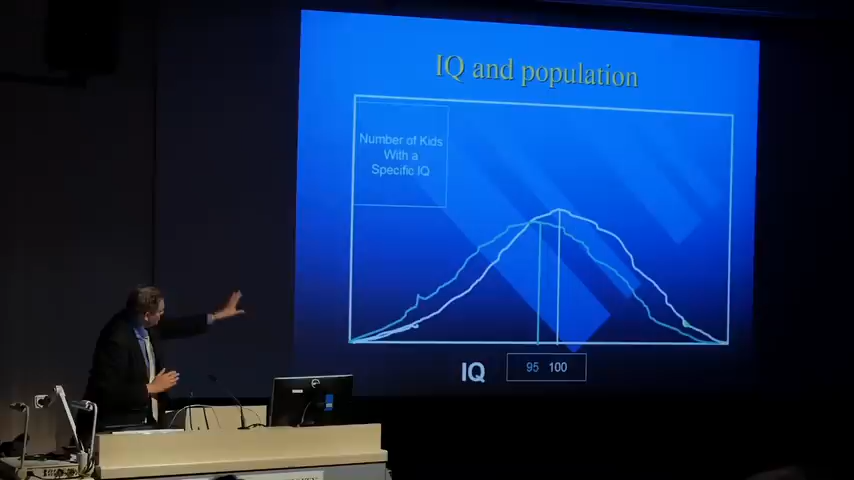 IQ and population
Number of Kids
With a
Specific IQ
IQ
95 100